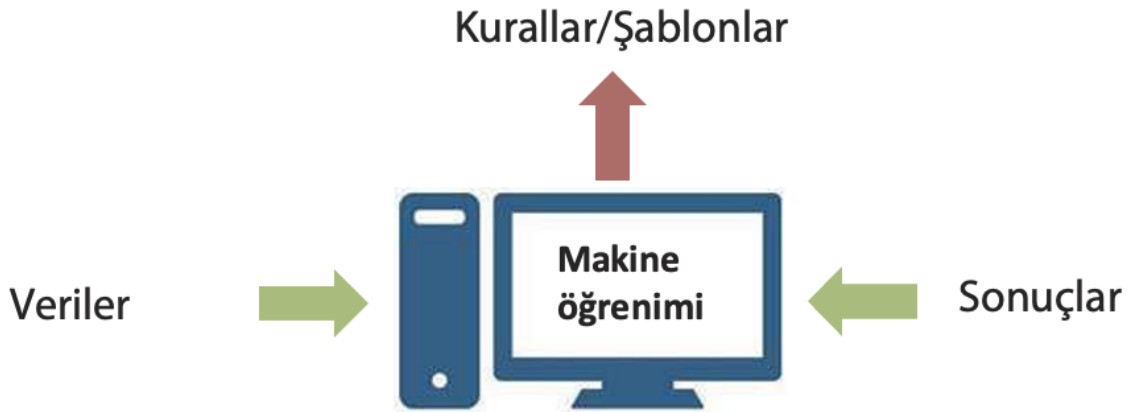 Kurallar/Şablonlar
Makine
öğrenimi
Veriler
Sonuçlar